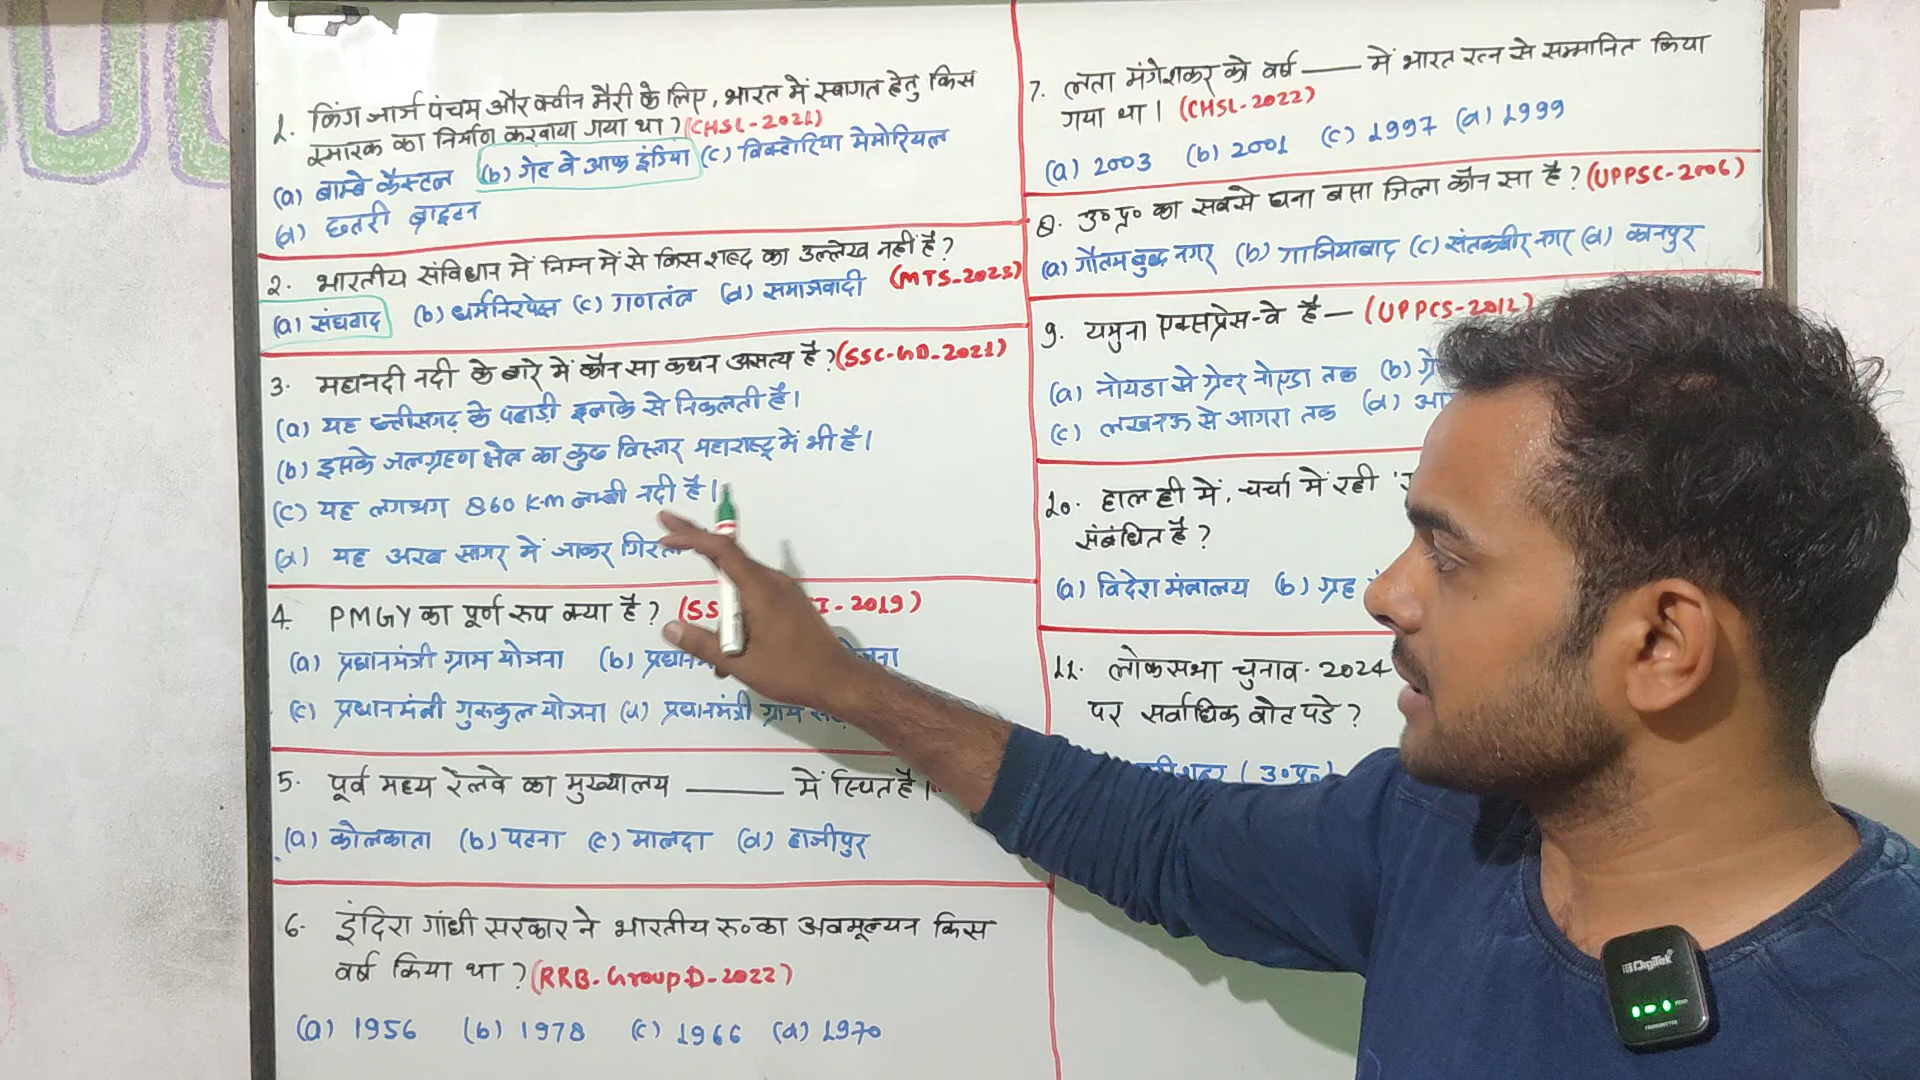 1. किंग जार्ज पंचम और क्वीन मैरी के लिए, भारत में स्वागत हेतु किस
स्मारक का निर्माण करवाया गया था? (CHSL-2021)
(a) बाम्बे कैस्टल (b) गेट वे आफ इंडिया (c) विक्टोरिया मेमोरियल
(d) छतरी ब्राइटन
2. भारतीय संविधान में निम्न में से किस शब्द का उल्लेख नहीं है?
(a) संघवाद (b) धर्मनिरपेक्ष (c) गणतंत्र (d) समाजवादी (MTS-2023)
3. महानदी नदी के बारे में कौन सा कथन असत्य है? (SSC-GD-2021)
(a) यह छत्तीसगढ़ के पहाड़ी इलाके से निकलती है।
(b) इसके जलग्रहण क्षेत्र का कुछ विस्तार महाराष्ट्र में भी है।
(c) यह लगभग 860 K.m लम्बी नदी है।
(d) यह अरब सागर में जाकर
4. PMGY का पूर्ण रूप क्या है? (SS - 2019)
(a) प्रधानमंत्री ग्राम योजना (b)
(c) प्रधानमंत्री गुरुकुल योजना (d) प्रधानमंत्री ग्राम
5. पूर्व मध्य रेलवे का मुख्यालय ——— में स्थित है।
(a) कोलकाता (b) पटना (c) मालदा (d) हाजीपुर
6. इंदिरा गांधी सरकार ने भारतीय रु० का अवमूल्यन किस
वर्ष किया था? (RRB-Group D-2022)
(a) 1956 (b) 1978 (c) 1966 (d) 1970
7. लता मंगेशकर को वर्ष —— में भारत रत्न से सम्मानित किया
गया था। (CHSL-2022)
(a) 2003 (b) 2001 (c) 1997 (d) 1999
8. उ० प्र० का सबसे घना बसा जिला कौन सा है? (UPPSC-2006)
(a) गौतम बुद्ध नगर (b) गाजियाबाद (c) संतकबीर नगर (d) कानपुर
9. यमुना एक्सप्रेस-वे है— (UPPCS-2012)
(a) नोयडा से ग्रेटर नोएडा तक (b)
(c) लखनऊ से आगरा तक (d)
10. हाल ही में, चर्चा में रही
संबंधित है?
(a) विदेश मंत्रालय (b) ग्रह
11. लोकसभा चुनाव-2024
पर सर्वाधिक वोट पडे?
(उ०प्र०)
DigiTek
TRANSMITTER